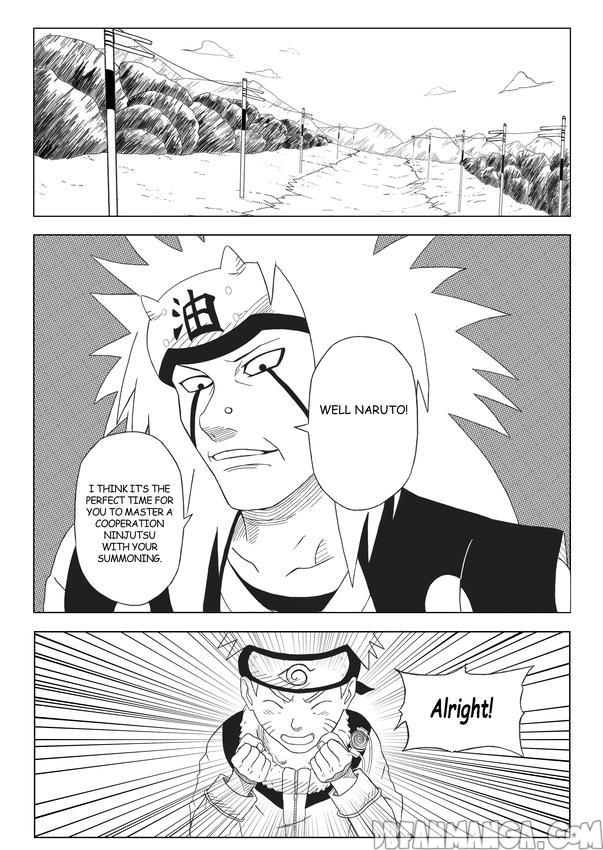 油
WELL NARUTO!
I THINK IT'S THE
PERFECT TIME FOR
YOU TO MASTER A
COOPERATION
NINJUTSU
WITH YOUR
SUMMONING.
Alright!
DBFANMANGA.COM